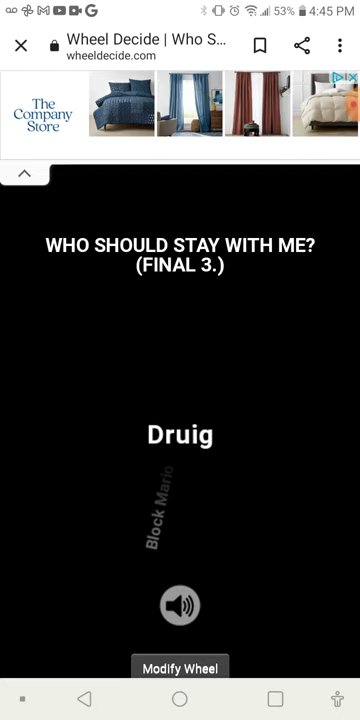 53% 4:45 PM
Wheel Decide | Who S...
wheeldecide.com
The
Company
Store
WHO SHOULD STAY WITH ME?
(FINAL 3.)
Druig
Block Mario
Modify Wheel